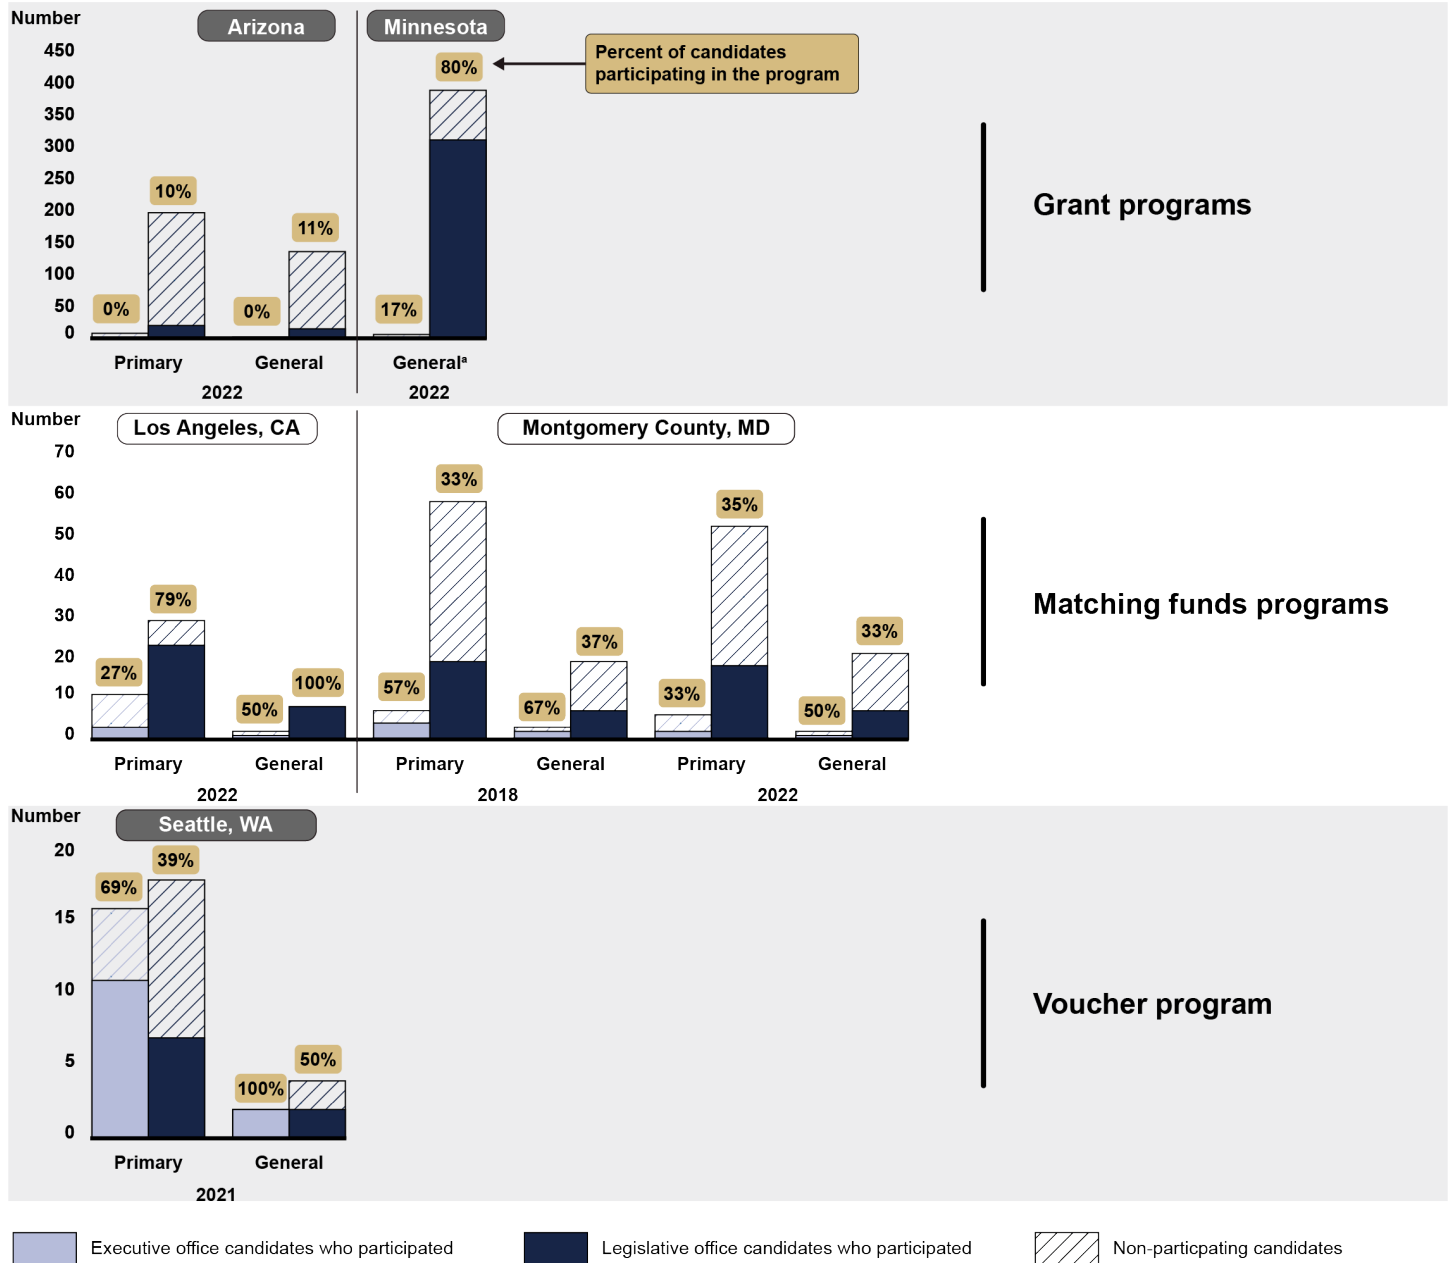 Number
Arizona
Minnesota
450
400
350
300
250
200
150
100
50
0
Percent of candidates
participating in the program
80%
10%
11%
0%
0%
17%
Primary
General
Generalª
2022
2022
Grant programs
Number
Los Angeles, CA
Montgomery County, MD
70
60
50
40
30
20
10
0
27%
79%
50%
100%
57%
33%
67%
37%
33%
35%
50%
33%
Primary
General
Primary
General
Primary
General
2022
2018
2022
Matching funds programs
Number
Seattle, WA
20
15
10
5
0
69%
39%
100%
50%
Primary
General
2021
Voucher program
Executive office candidates who participated
Legislative office candidates who participated
Non-particpating candidates